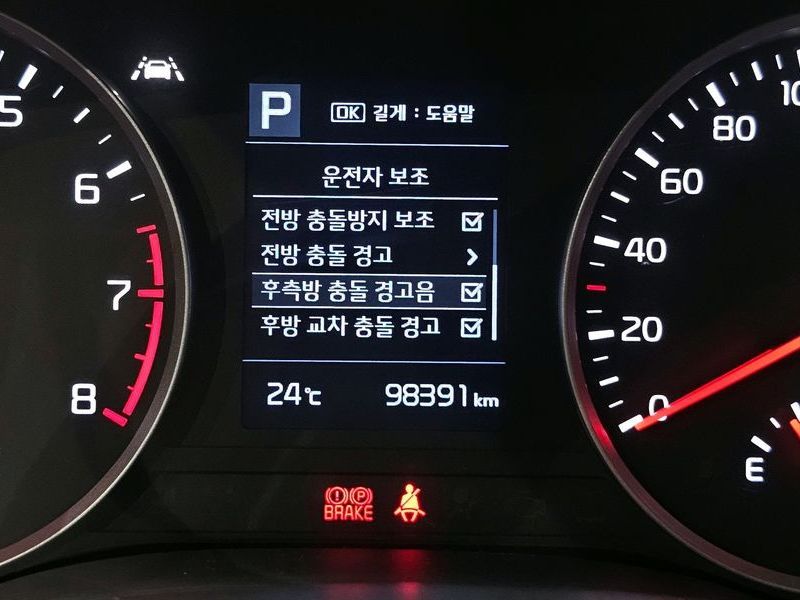 P
OK 길게 : 도움말
운전자 보조
전방 충돌방지 보조
전방 충돌 경고
후측방 충돌 경고음
후방 교차 충돌 경고
24℃ 98391 km
5
6
7
8
80
60
40
20
0
E
(!) (P)
BRAKE